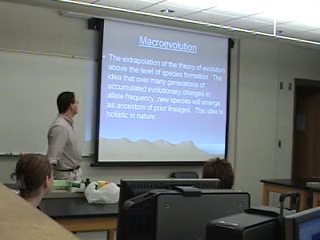 Macroevolution
• The extrapolation of the theory of evolution
above the level of species formation. The
idea that over many generations of
accumulated evolutionary changes in
allele frequency, new species will emerge
as ancestors of prior lineages. This idea is
holistic in nature.